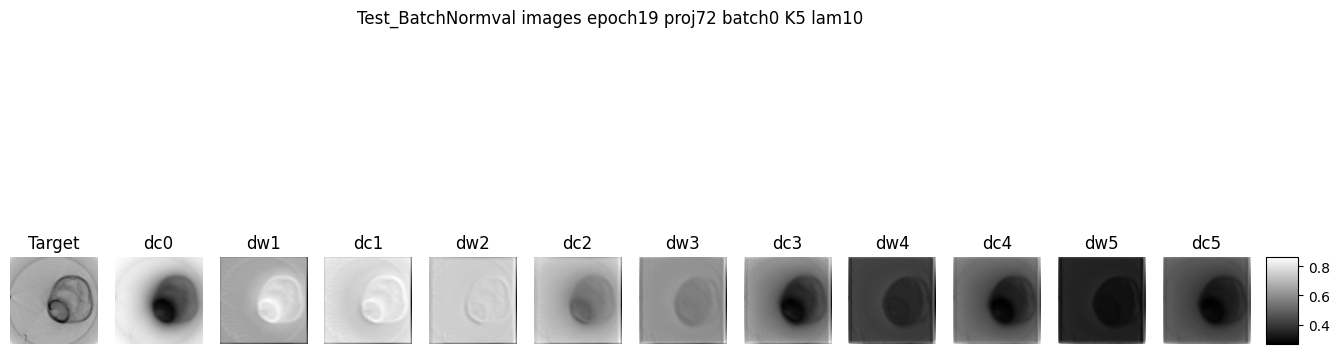 Test_BatchNormval images epoch19 proj72 batch0 K5 lam10
Target dc0 dw1 dc1 dw2 dc2 dw3 dc3 dw4 dc4 dw5 dc5
0.8
0.6
0.4